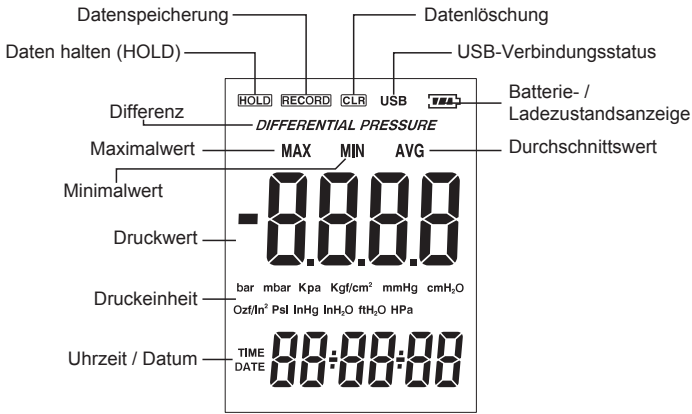 Datenspeicherung
Datenlöschung
Daten halten (HOLD)
USB-Verbindungsstatus
HOLD RECORD CLR USB
Batterie- /
Ladezustandsanzeige
Differenz
DIFFERENTIAL PRESSURE
Maximalwert
MAX MIN AVG
Durchschnittswert
Minimalwert
-8.8.8.8
Druckwert
bar mbar Kpa Kgf/cm² mmHg cmH₂O
Druckeinheit
Ozf/In² PsI InHg InH₂O ftH₂O HPa
Uhrzeit / Datum
TIME
DATE
88:88:88